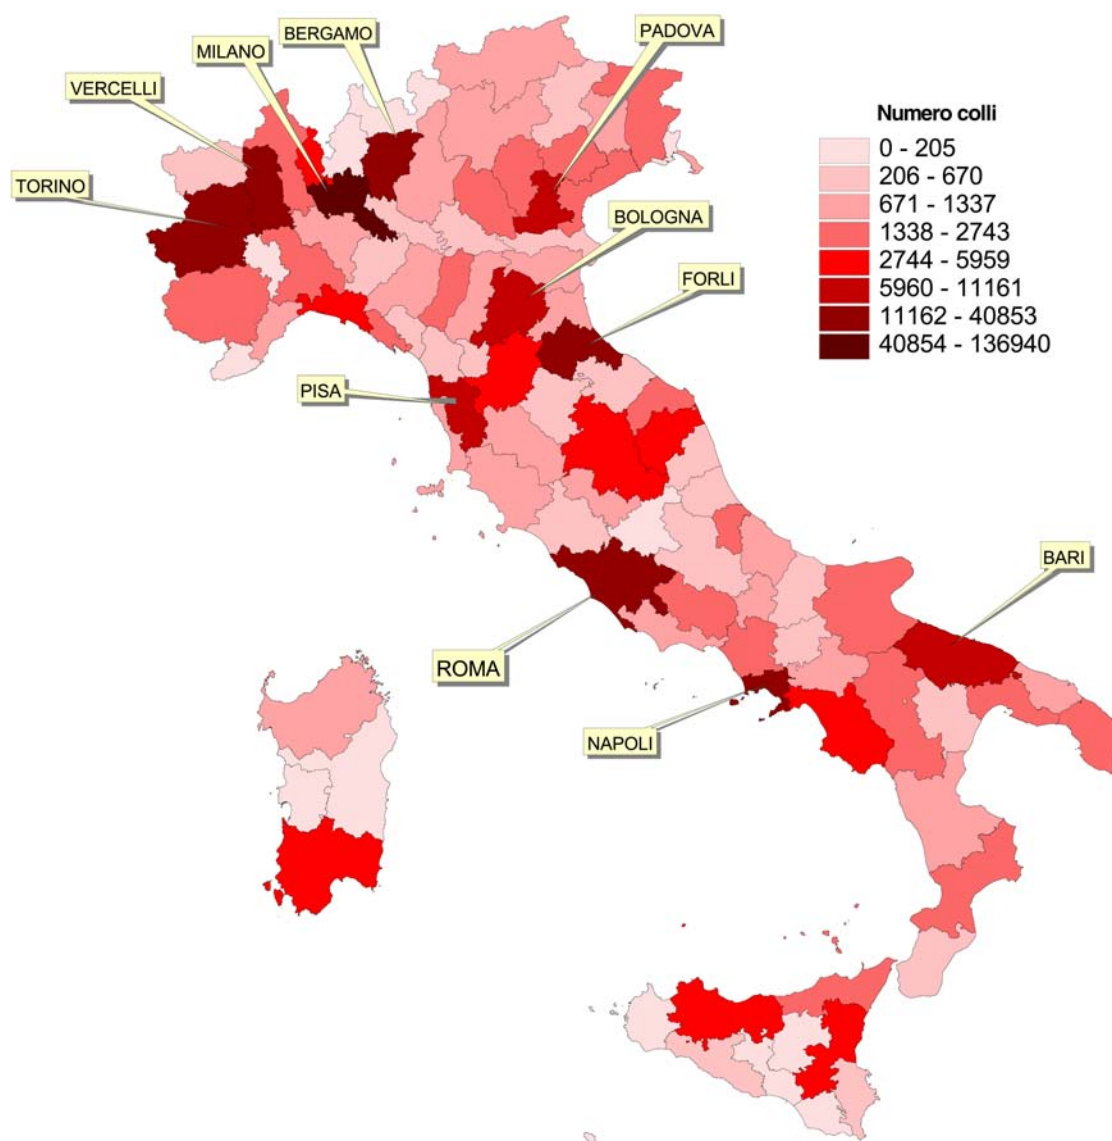 BERGAMO
PADOVA
MILANO
VERCELLI
TORINO
BOLOGNA
FORLI
PISA
BARI
ROMA
NAPOLI
Numero colli
0 - 205
206 - 670
671 - 1337
1338 - 2743
2744 - 5959
5960 - 11161
11162 - 40853
40854 - 136940